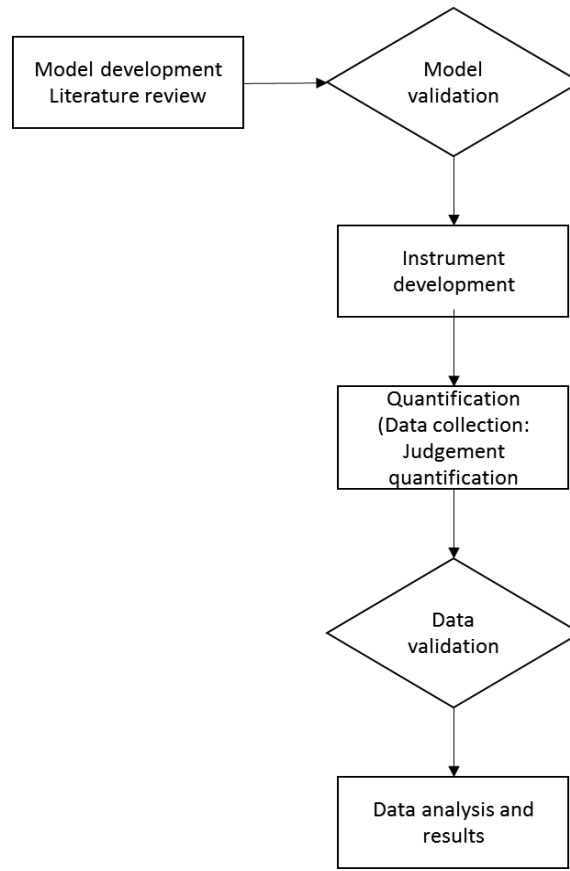 Model development
Literature review
Model
validation
Instrument
development
Quantification
(Data collection:
Judgement
quantification
Data
validation
Data analysis and
results